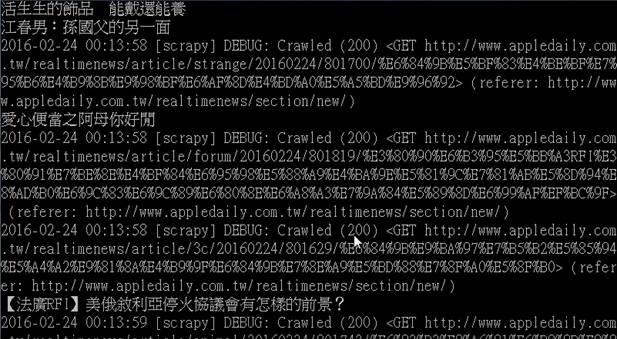 活生生的飾品　能戴還能養
江春男：孫國父的另一面
2016-02-24 00:13:58 [scrapy] DEBUG: Crawled (200) <GET http://www.appledaily.com
.tw/realtimenews/article/strange/20160224/801700/%E6%84%9B%E5%BF%83%E4%BE%BF%E7%
95%B6%E4%B9%8B%E9%98%BF%E6%AF%8D%E4%BD%A0%E5%A5%BD%E9%96%92> (referer: http://ww
w.appledaily.com.tw/realtimenews/section/new/)
愛心便當之阿母你好閒
2016-02-24 00:13:58 [scrapy] DEBUG: Crawled (200) <GET http://www.appledaily.com
.tw/realtimenews/article/forum/20160224/801819/%E3%80%90%E6%B3%95%E5%BB%A3RFI%E3
%80%91%E7%BE%8E%E4%BF%84%E6%95%98%E5%88%A9%E4%BA%9E%E5%81%9C%E7%81%AB%E5%8D%94%E
8%AD%B0%E6%9C%83%E6%9C%89%E6%80%8E%E6%A8%A3%E7%9A%84%E5%89%8D%E6%99%AF%EF%BC%9F>
(referer: http://www.appledaily.com.tw/realtimenews/section/new/)
2016-02-24 00:13:58 [scrapy] DEBUG: Crawled (200) <GET http://www.appledaily.com
.tw/realtimenews/article/3c/20160224/801629/%E6%84%9B%E9%BA%97%E7%B5%B2%E5%85%94
%E5%A4%A2%E9%81%8A%E4%B9%9F%E6%84%9B%E7%8E%A9%E5%BD%88%E7%8F%A0%E5%8F%B0> (refer
er: http://www.appledaily.com.tw/realtimenews/section/new/)
【法廣RFI】美俄敘利亞停火協議會有怎樣的前景？
2016-02-24 00:13:59 [scrapy] DEBUG: Crawled (200) <GET http://www.appledaily.com